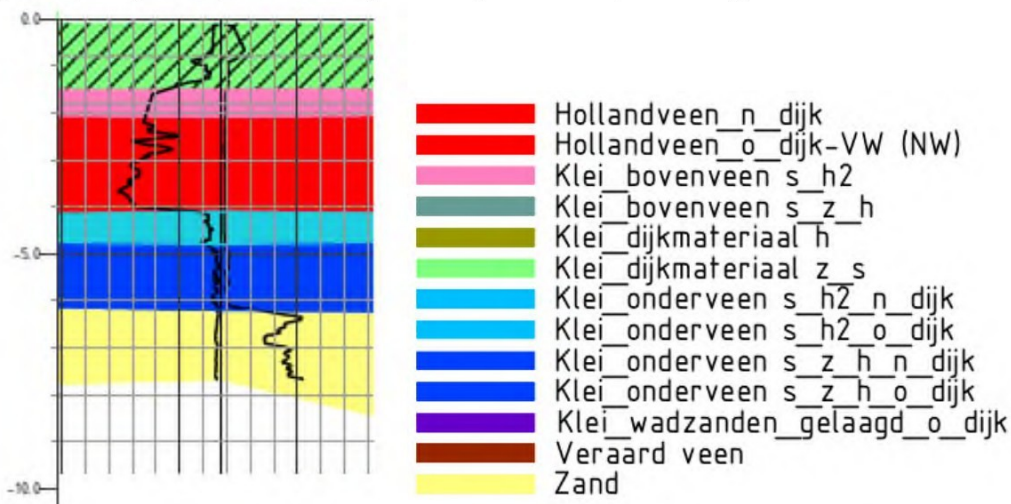 0.0
Hollandveen_n_dijk
Hollandveen_o_dijk-VW (NW)
Klei_bovenveen s_h2
Klei_bovenveen s_z_h
Klei_dijkmateriaal h
-5.0
Klei_dijkmateriaal z_s
Klei_onderveen s_h2_n_dijk
Klei_onderveen s_h2_o_dijk
Klei_onderveen s_z_h_n_dijk
Klei_onderveen s_z_h_o_dijk
Klei_wadzanden_gelaagd_o_dijk
Veraard veen
Zand
-10.0